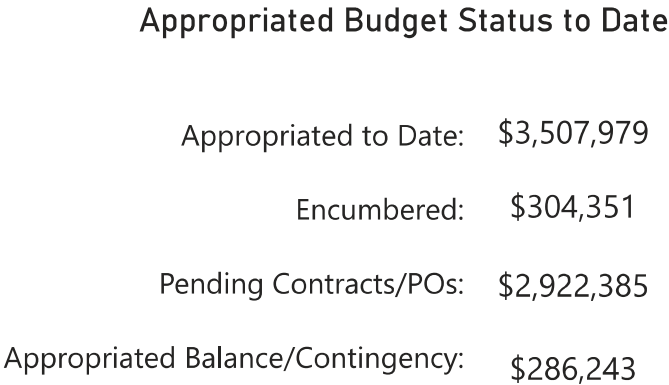 Appropriated Budget Status to Date
Appropriated to Date: $3,507,979
Encumbered: $304,351
Pending Contracts/POs: $2,922,385
Appropriated Balance/Contingency: $286,243